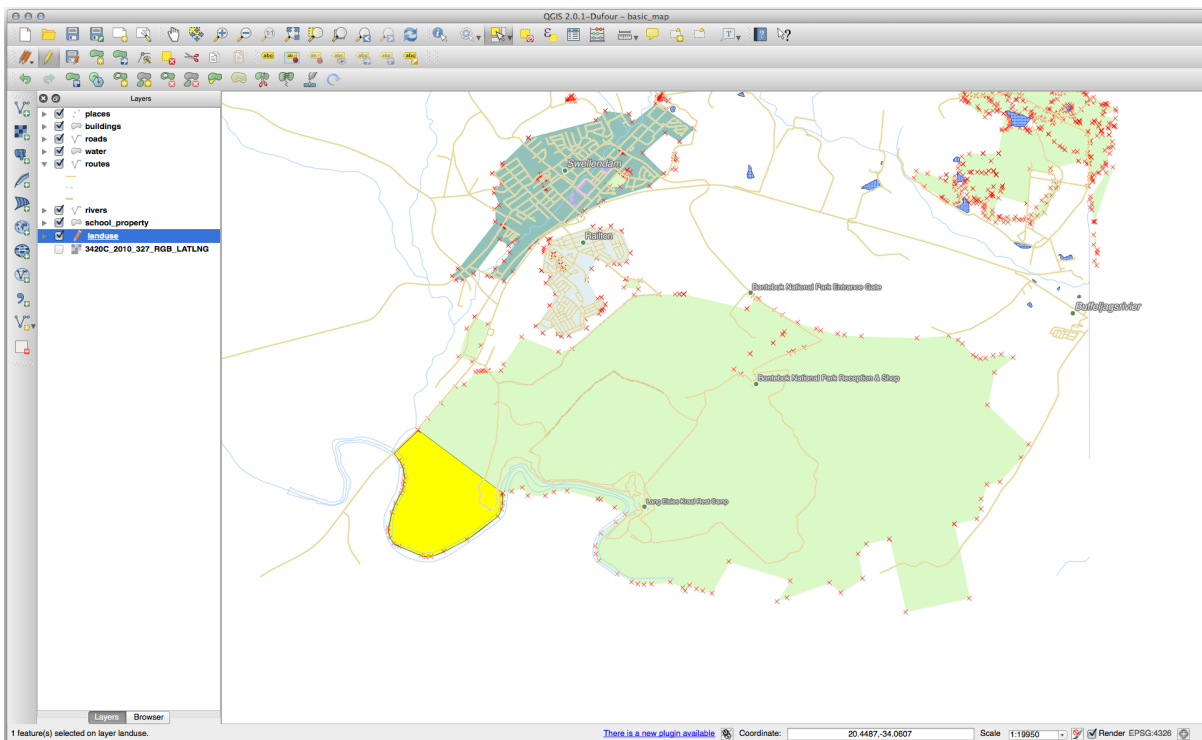 QGIS 2.0.1-Dufour - basic_map
Layers
places
buildings
roads
water
routes
rivers
school_property
landuse
3420C_2010_327_RGB_LATLNG
Swellendam
Railton
Bontebok National Park Entrance Gate
Buffeljagsrivier
Bontebok National Park Reception & Shop
Lang Elsies Kraal Rest Camp
Layers Browser
1 feature(s) selected on layer landuse.
There is a new plugin available
Coordinate: 20.4487,-34.0607
Scale 1:19950
Render EPSG:4326